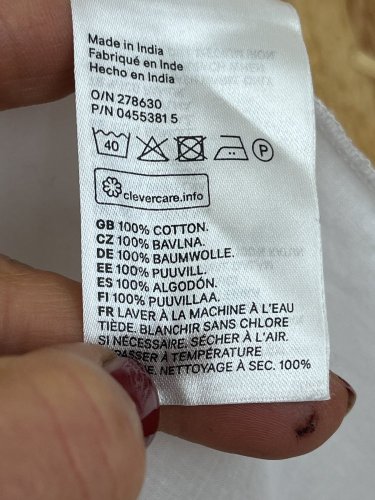 Made in India
Fabriqué en Inde
Hecho en India
O/N 278630
P/N 0455381 5
40 P
clevercare.info
GB 100% COTTON.
CZ 100% BAVLNA.
DE 100% BAUMWOLLE.
EE 100% PUUVILL.
ES 100% ALGODÓN.
FI 100% PUUVILLAA.
FR LAVER À LA MACHINE À L'EAU
TIÈDE. BLANCHIR SANS CHLORE
SI NÉCESSAIRE. SÉCHER À L'AIR.
REPASSER À TEMPÉRATURE
NETTOYAGE À SEC. 100%